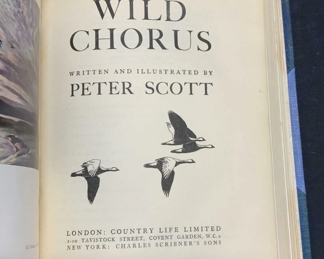 WILD
CHORUS
WRITTEN AND ILLUSTRATED BY
PETER SCOTT
LONDON: COUNTRY LIFE LIMITED
2-10 TAVISTOCK STREET, COVENT GARDEN, W.C.2
NEW YORK: CHARLES SCRIBNER'S SONS